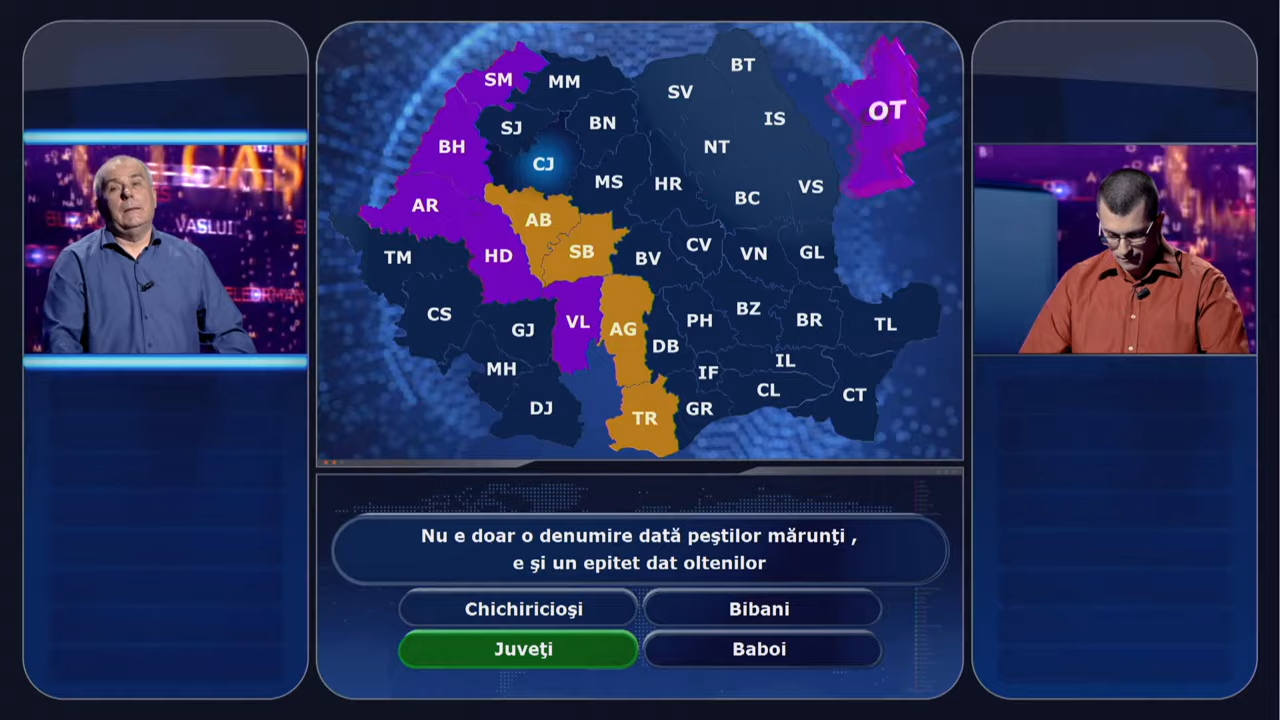 SM
MM
SV
BT
OT
SJ
BN
IS
BH
CJ
NT
MS
HR
BC
VS
AR
AB
TM
HD
SB
BV
CV
VN
GL
CS
GJ
VL
AG
PH
BZ
BR
TL
DB
MH
IF
IL
CL
CT
DJ
TR
GR
VASLUI
Nu e doar o denumire dată peştilor mărunţi ,
e şi un epitet dat oltenilor
Chichiricioşi
Bibani
Juveţi
Baboi